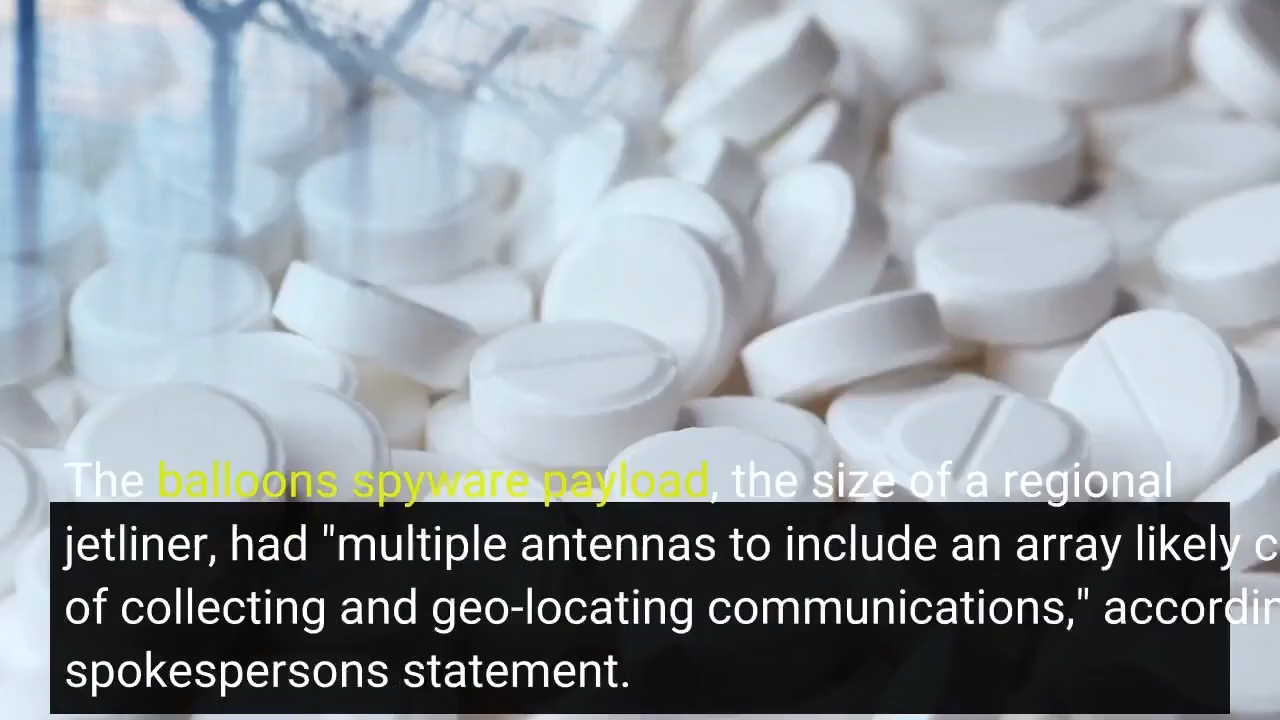 The balloons spyware payload, the size of a regional
jetliner, had "multiple antennas to include an array likely
of collecting and geo-locating communications,"
spokespersons statement.